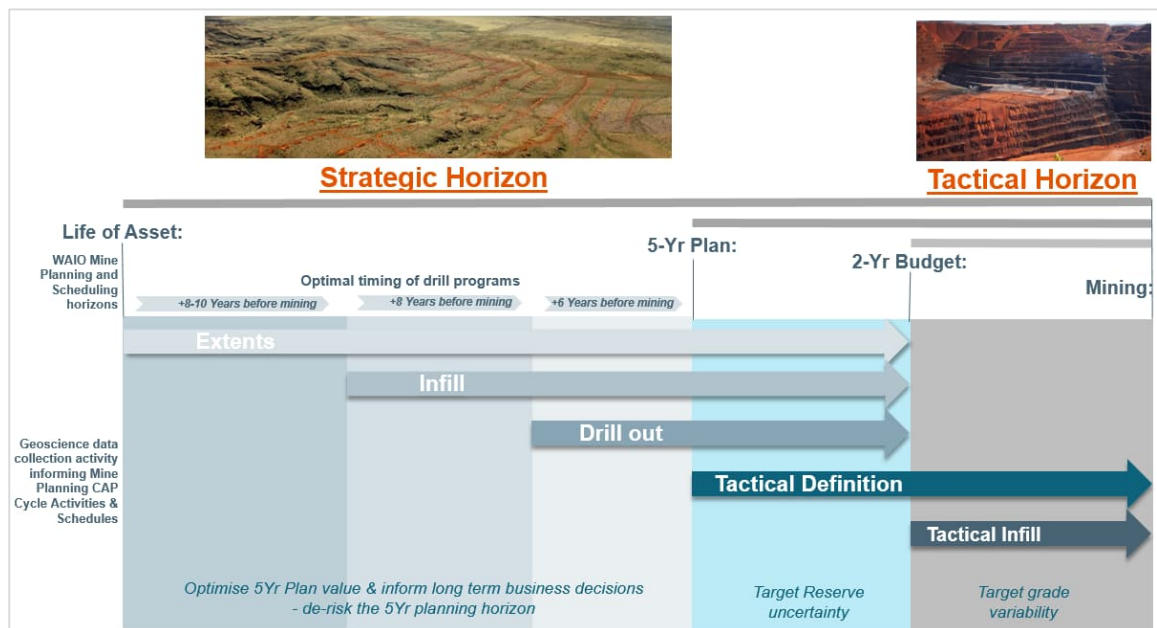 Strategic Horizon
Tactical Horizon
Life of Asset:
5-Yr Plan:
2-Yr Budget:
Mining:
WAIO Mine
Planning and
Scheduling
horizons
Optimal timing of drill programs
+8-10 Years before mining
+8 Years before mining
+6 Years before mining
Extents
Infill
Drill out
Tactical Definition
Tactical Infill
Geoscience data
collection activity
informing Mine
Planning CAP
Cycle Activities &
Schedules
Optimise 5Yr Plan value & inform long term business decisions
- de-risk the 5Yr planning horizon
Target Reserve
uncertainty
Target grade
variability